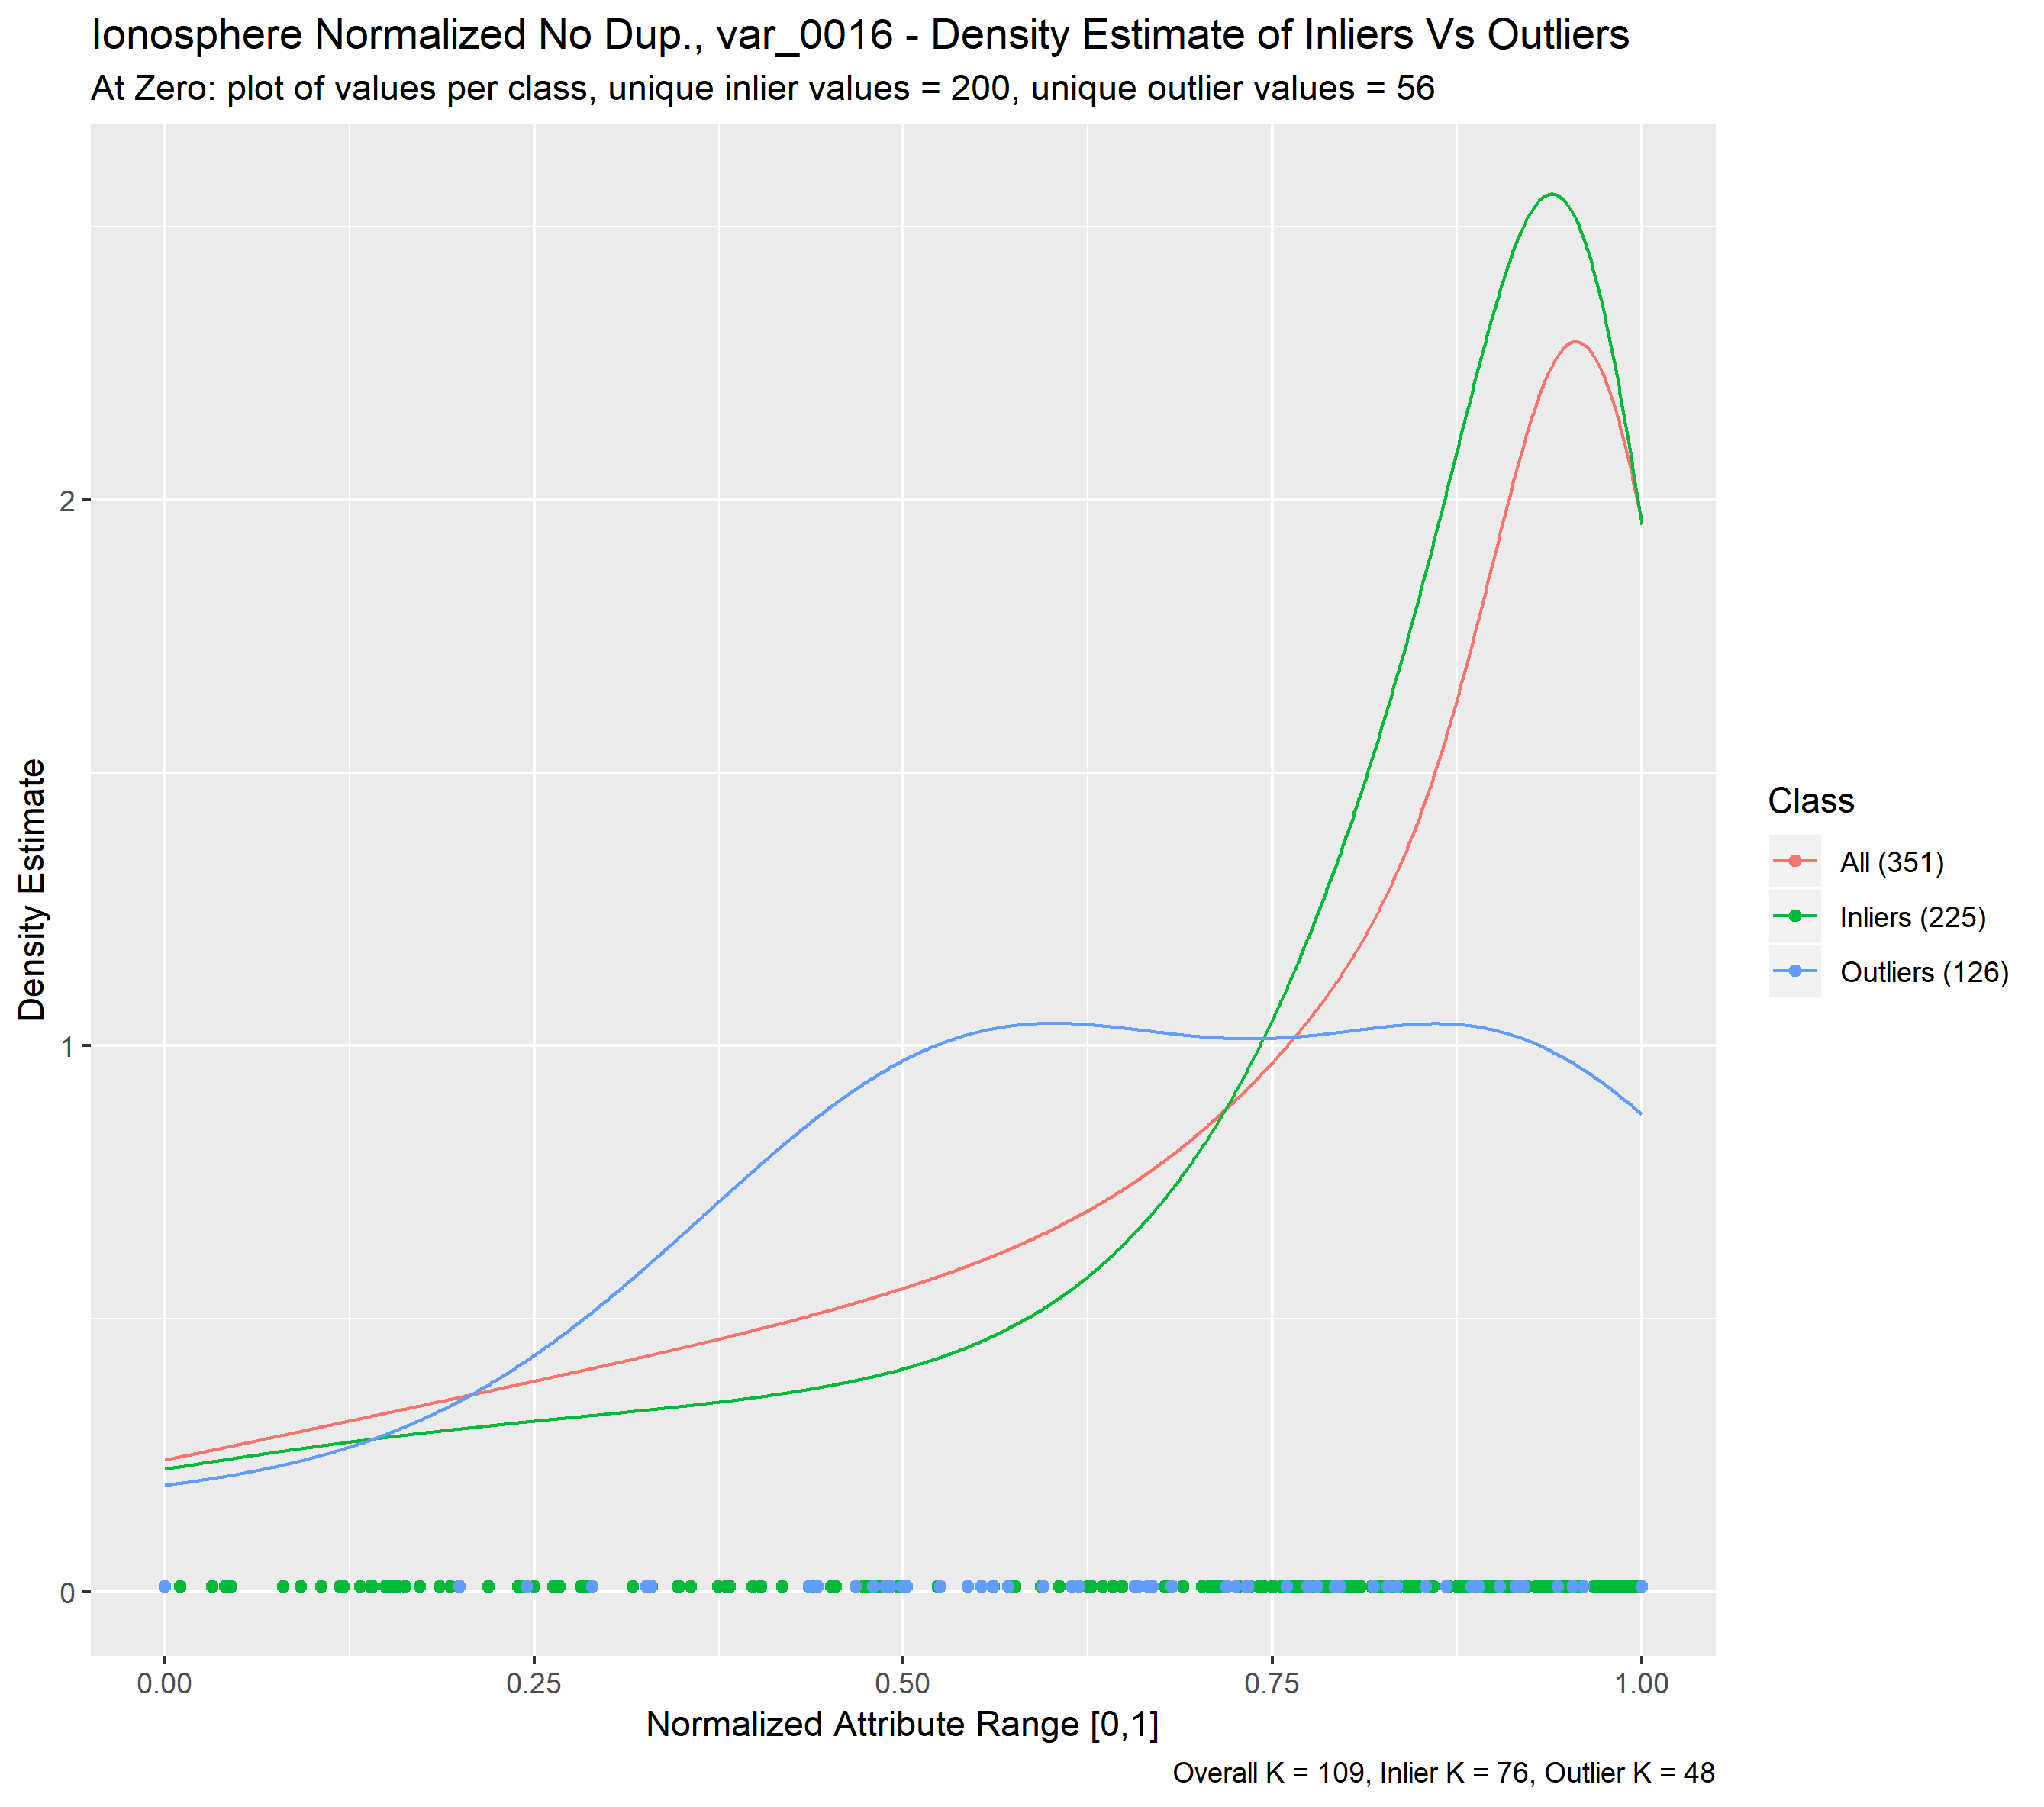 Ionosphere Normalized No Dup., var_0016 - Density Estimate of Inliers Vs Outliers
At Zero: plot of values per class, unique inlier values = 200, unique outlier values = 56
Density Estimate
2
1
0
0.00 0.25 0.50 0.75 1.00
Normalized Attribute Range [0,1]
Class
All (351)
Inliers (225)
Outliers (126)
Overall K = 109, Inlier K = 76, Outlier K = 48